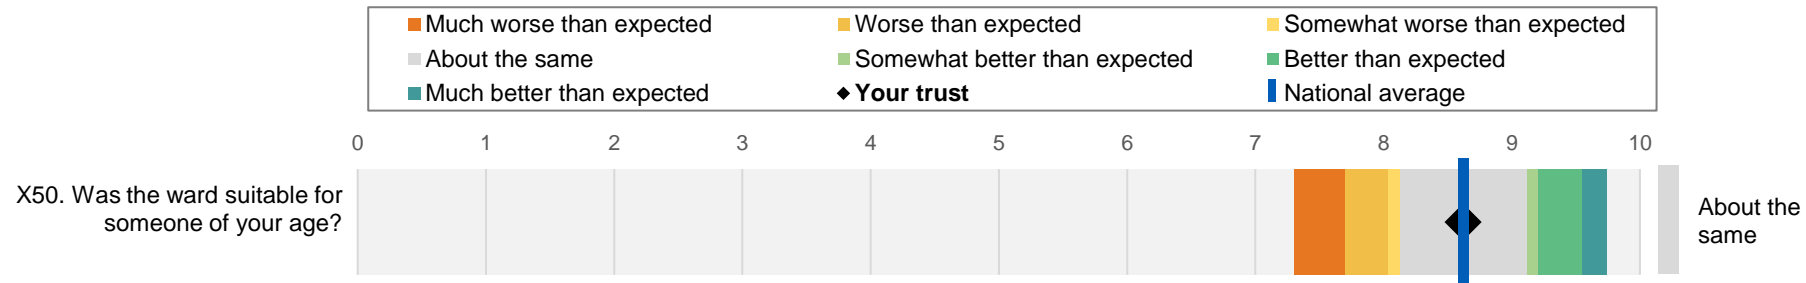 Much worse than expected
Worse than expected
Somewhat worse than expected
About the same
Somewhat better than expected
Better than expected
Much better than expected
Your trust
National average
0 1 2 3 4 5 6 7 8 9 10
X50. Was the ward suitable for
someone of your age?
About the
same